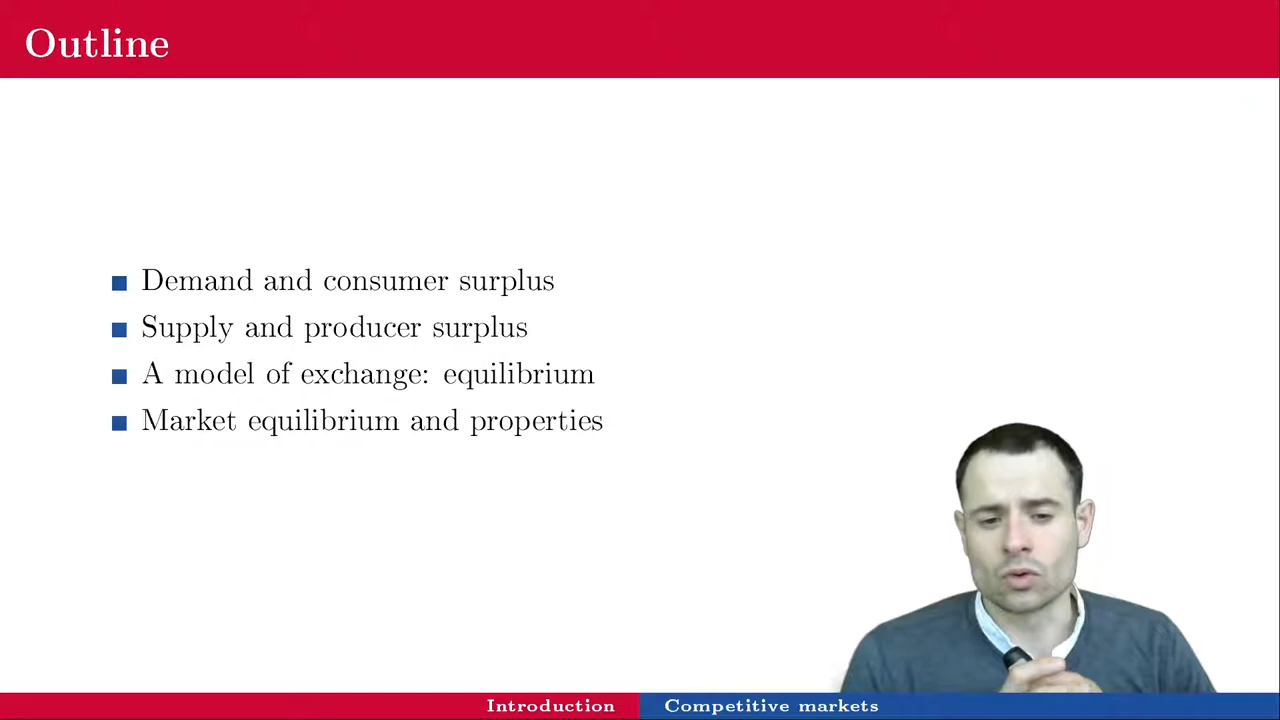 Outline
Demand and consumer surplus
Supply and producer surplus
A model of exchange: equilibrium
Market equilibrium and properties
Introduction
Competitive markets